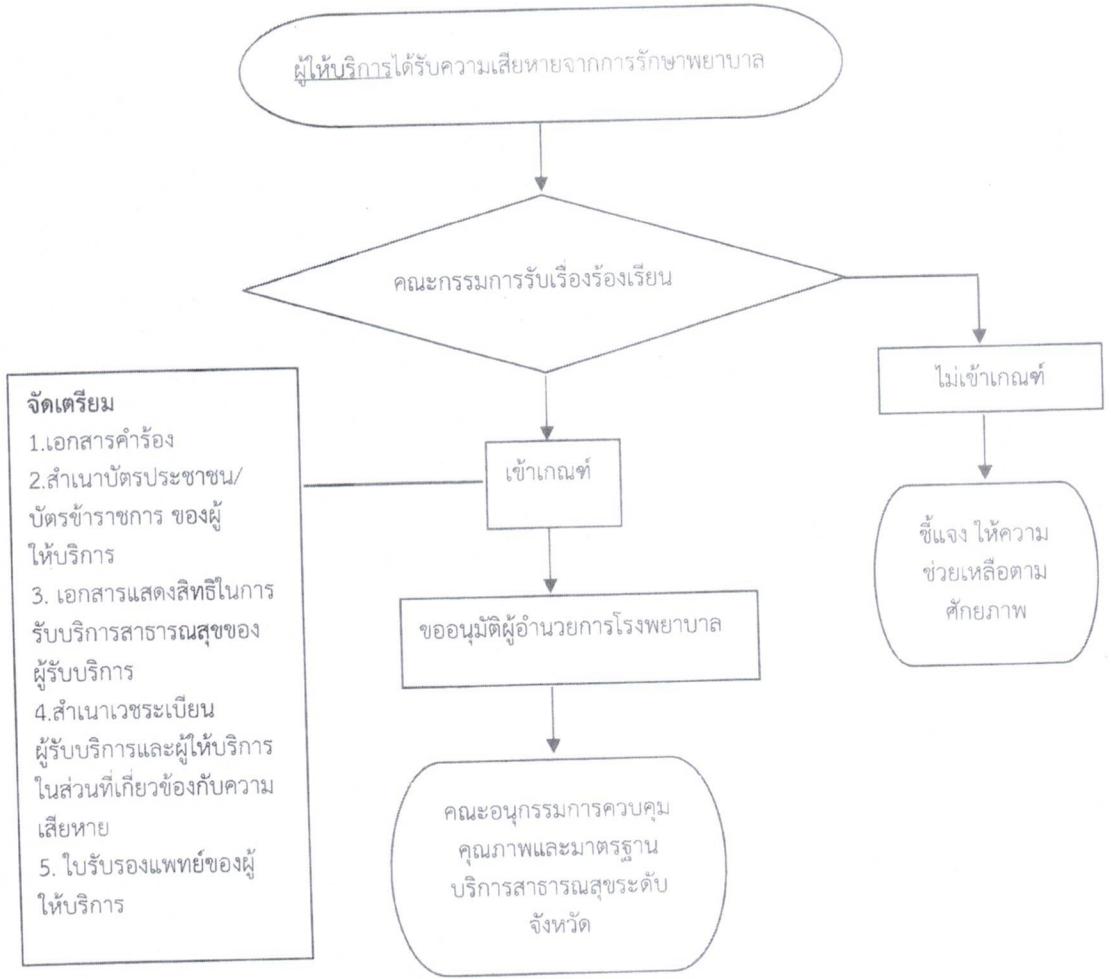 ผู้ให้บริการได้รับความเสียหายจากการรักษาพยาบาล
คณะกรรมการรับเรื่องร้องเรียน
ไม่เข้าเกณฑ์
ชี้แจง ให้ความ
ช่วยเหลือตาม
ศักยภาพ
เข้าเกณฑ์
จัดเตรียม
1.เอกสารคำร้อง
2.สำเนาบัตรประชาชน/
บัตรข้าราชการ ของผู้
ให้บริการ
3. เอกสารแสดงสิทธิในการ
รับบริการสาธารณสุขของ
ผู้รับบริการ
4.สำเนาเวชระเบียน
ผู้รับบริการและผู้ให้บริการ
ในส่วนที่เกี่ยวข้องกับความ
เสียหาย
5. ใบรับรองแพทย์ของผู้
ให้บริการ
ขออนุมัติผู้อำนวยการโรงพยาบาล
คณะอนุกรรมการควบคุม
คุณภาพและมาตรฐาน
บริการสาธารณสุขระดับ
จังหวัด